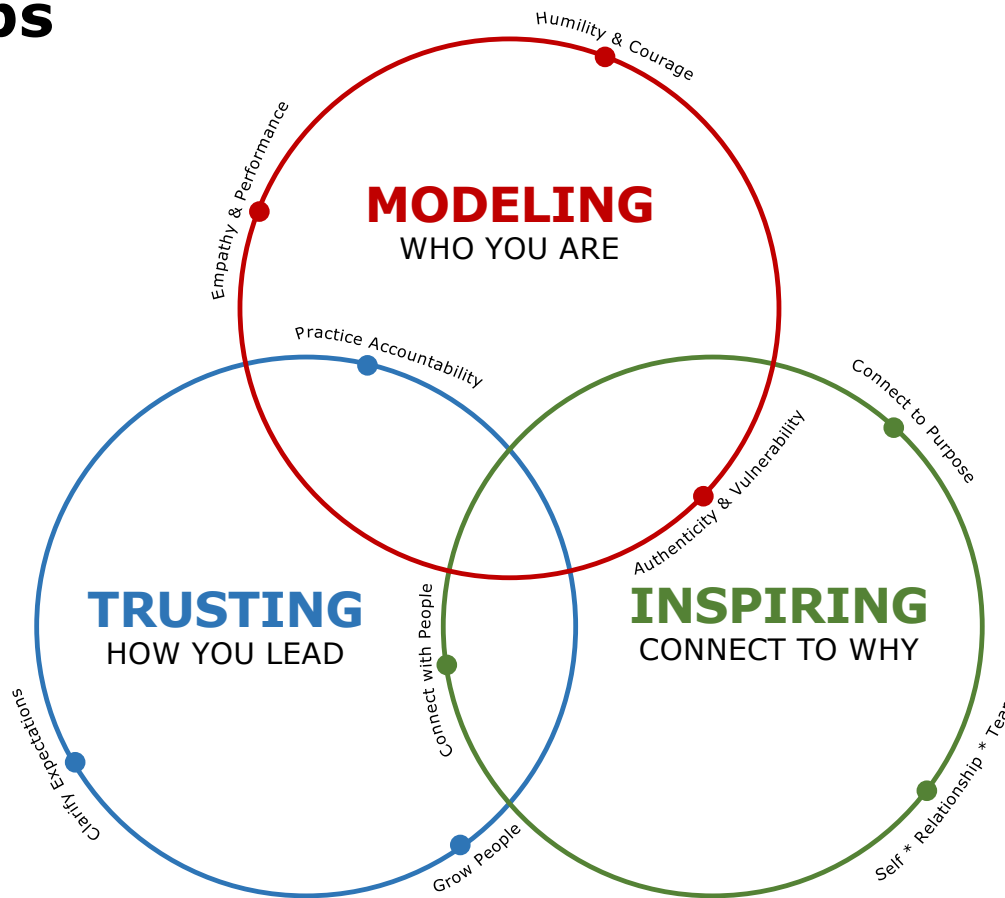 Humility & Courage
Empathy & Performance
MODELING
WHO YOU ARE
Practice Accountability
Connect to Purpose
Authenticity & Vulnerability
TRUSTING
HOW YOU LEAD
Connect with People
INSPIRING
CONNECT TO WHY
Clarify Expectations
Grow People
Self * Relationship *